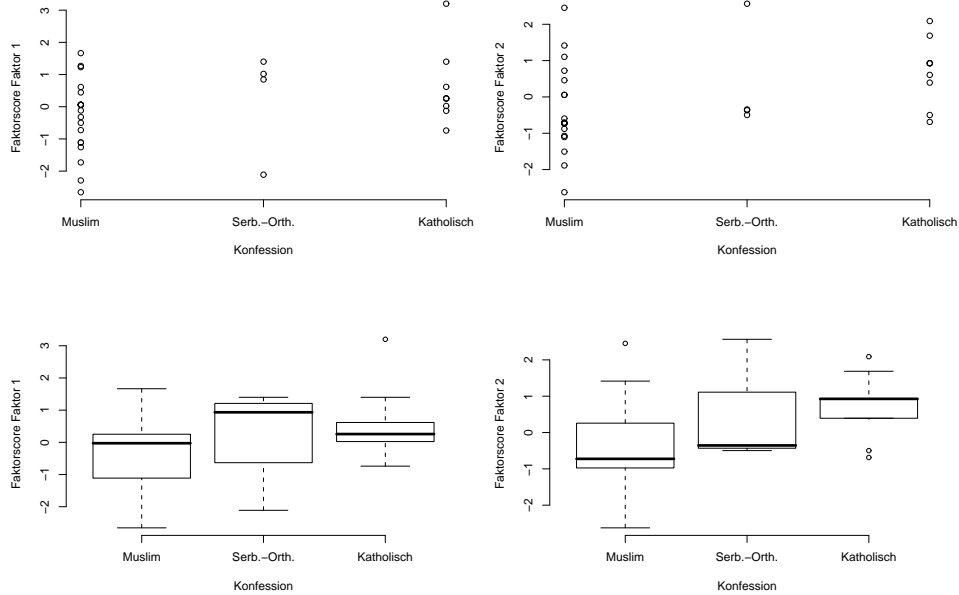 Faktorscore Faktor 1
3
2
1
0
−1
−2
Muslim
Serb.−Orth.
Katholisch
Konfession
Faktorscore Faktor 2
2
1
0
−1
−2
Muslim
Serb.−Orth.
Katholisch
Konfession
Faktorscore Faktor 1
3
2
1
0
−1
−2
Muslim
Serb.−Orth.
Katholisch
Konfession
Faktorscore Faktor 2
2
1
0
−1
−2
Muslim
Serb.−Orth.
Katholisch
Konfession